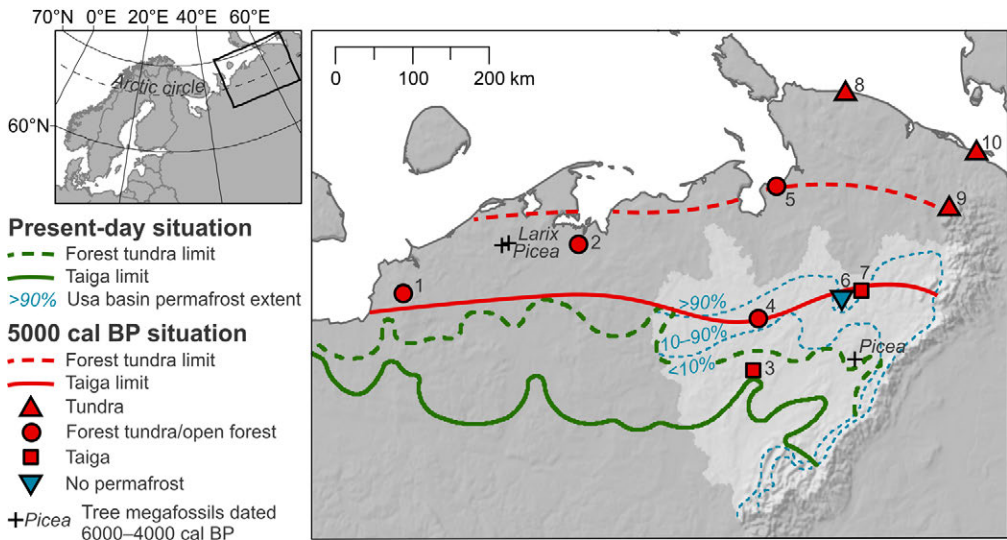 70°N 0°E 20°E 40°E 60°E
Arctic circle
60°N
Present-day situation
Forest tundra limit
Taiga limit
>90% Usa basin permafrost extent
5000 cal BP situation
Forest tundra limit
Taiga limit
Tundra
Forest tundra/open forest
Taiga
No permafrost
Picea Tree megafossils dated
6000–4000 cal BP
0 100 200 km
8
10
5
9
Larix
Picea
2
1
6 7
>90%
4
10–90%
<10%
Picea
3